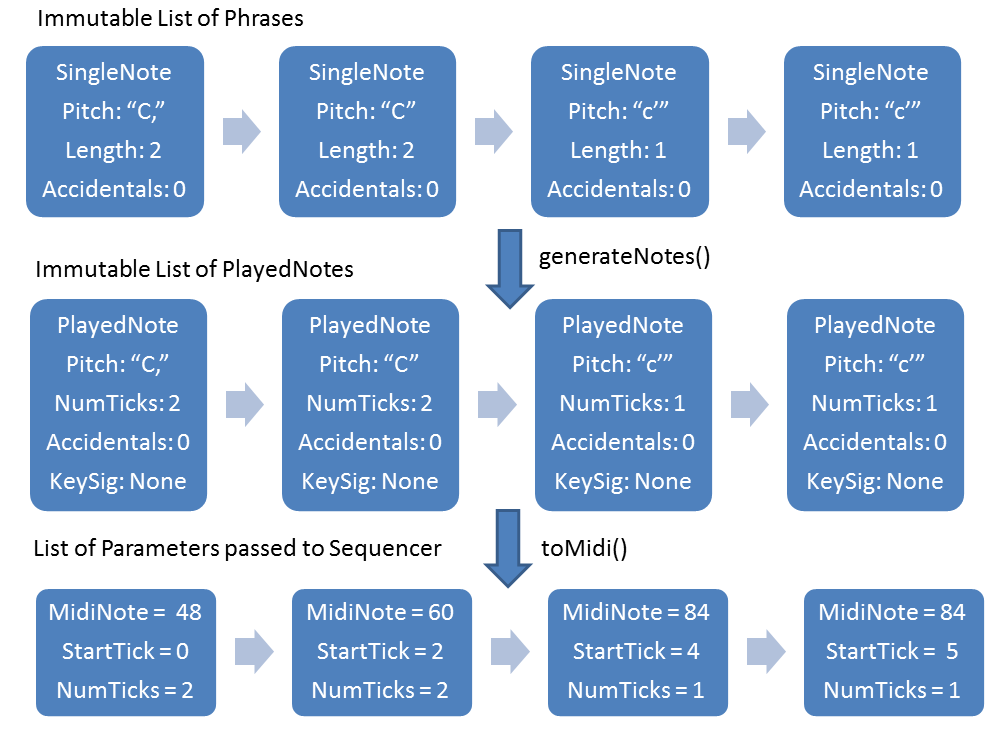 Immutable List of Phrases
SingleNote
Pitch: “C,”
Length: 2
Accidentals: 0
SingleNote
Pitch: “C”
Length: 2
Accidentals: 0
SingleNote
Pitch: “c’”
Length: 1
Accidentals: 0
SingleNote
Pitch: “c’”
Length: 1
Accidentals: 0
generateNotes()
Immutable List of PlayedNotes
PlayedNote
Pitch: “C,”
NumTicks: 2
Accidentals: 0
KeySig: None
PlayedNote
Pitch: “C”
NumTicks: 2
Accidentals: 0
KeySig: None
PlayedNote
Pitch: “c’”
NumTicks: 1
Accidentals: 0
KeySig: None
PlayedNote
Pitch: “c’”
NumTicks: 1
Accidentals: 0
KeySig: None
List of Parameters passed to Sequencer
toMidi()
MidiNote = 48
StartTick = 0
NumTicks = 2
MidiNote = 60
StartTick = 2
NumTicks = 2
MidiNote = 84
StartTick = 4
NumTicks = 1
MidiNote = 84
StartTick = 5
NumTicks = 1